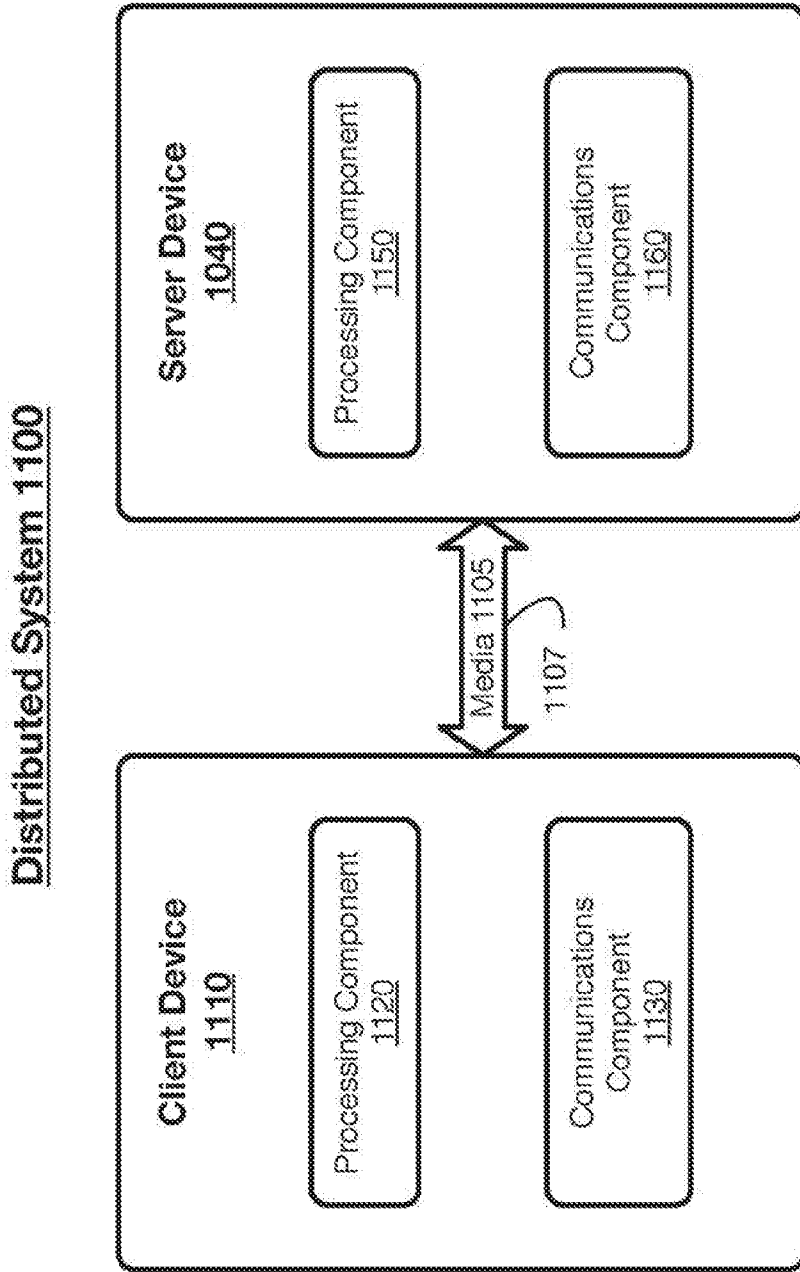 Distributed System 1100
Client Device
1110
Processing Component
1120
Communications
Component
1130
Media 1105
1107
Server Device
1040
Processing Component
1150
Communications
Component
1160